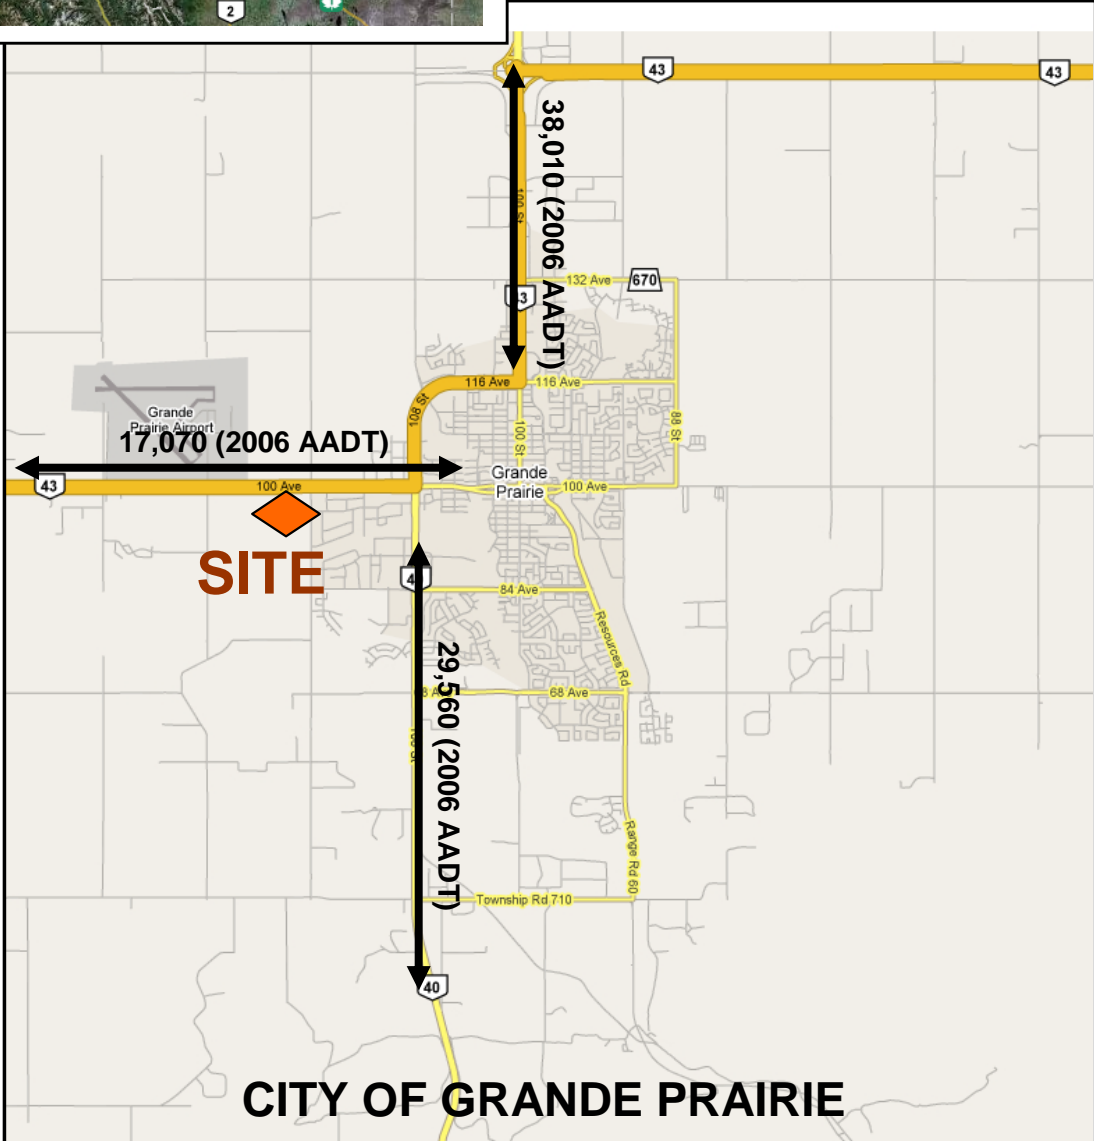 2
1
43
43
38,010 (2006 AADT)
100 St
132 Ave
670
43
116 Ave
116 Ave
108 St
Grande
Prairie Airport
100 St
88 St
17,070 (2006 AADT)
Grande
Prairie
43
100 Ave
100 Ave
SITE
84 Ave
Resources Rd
29,560 (2006 AADT)
68 Ave
Range Rd 60
Township Rd 710
40
CITY OF GRANDE PRAIRIE